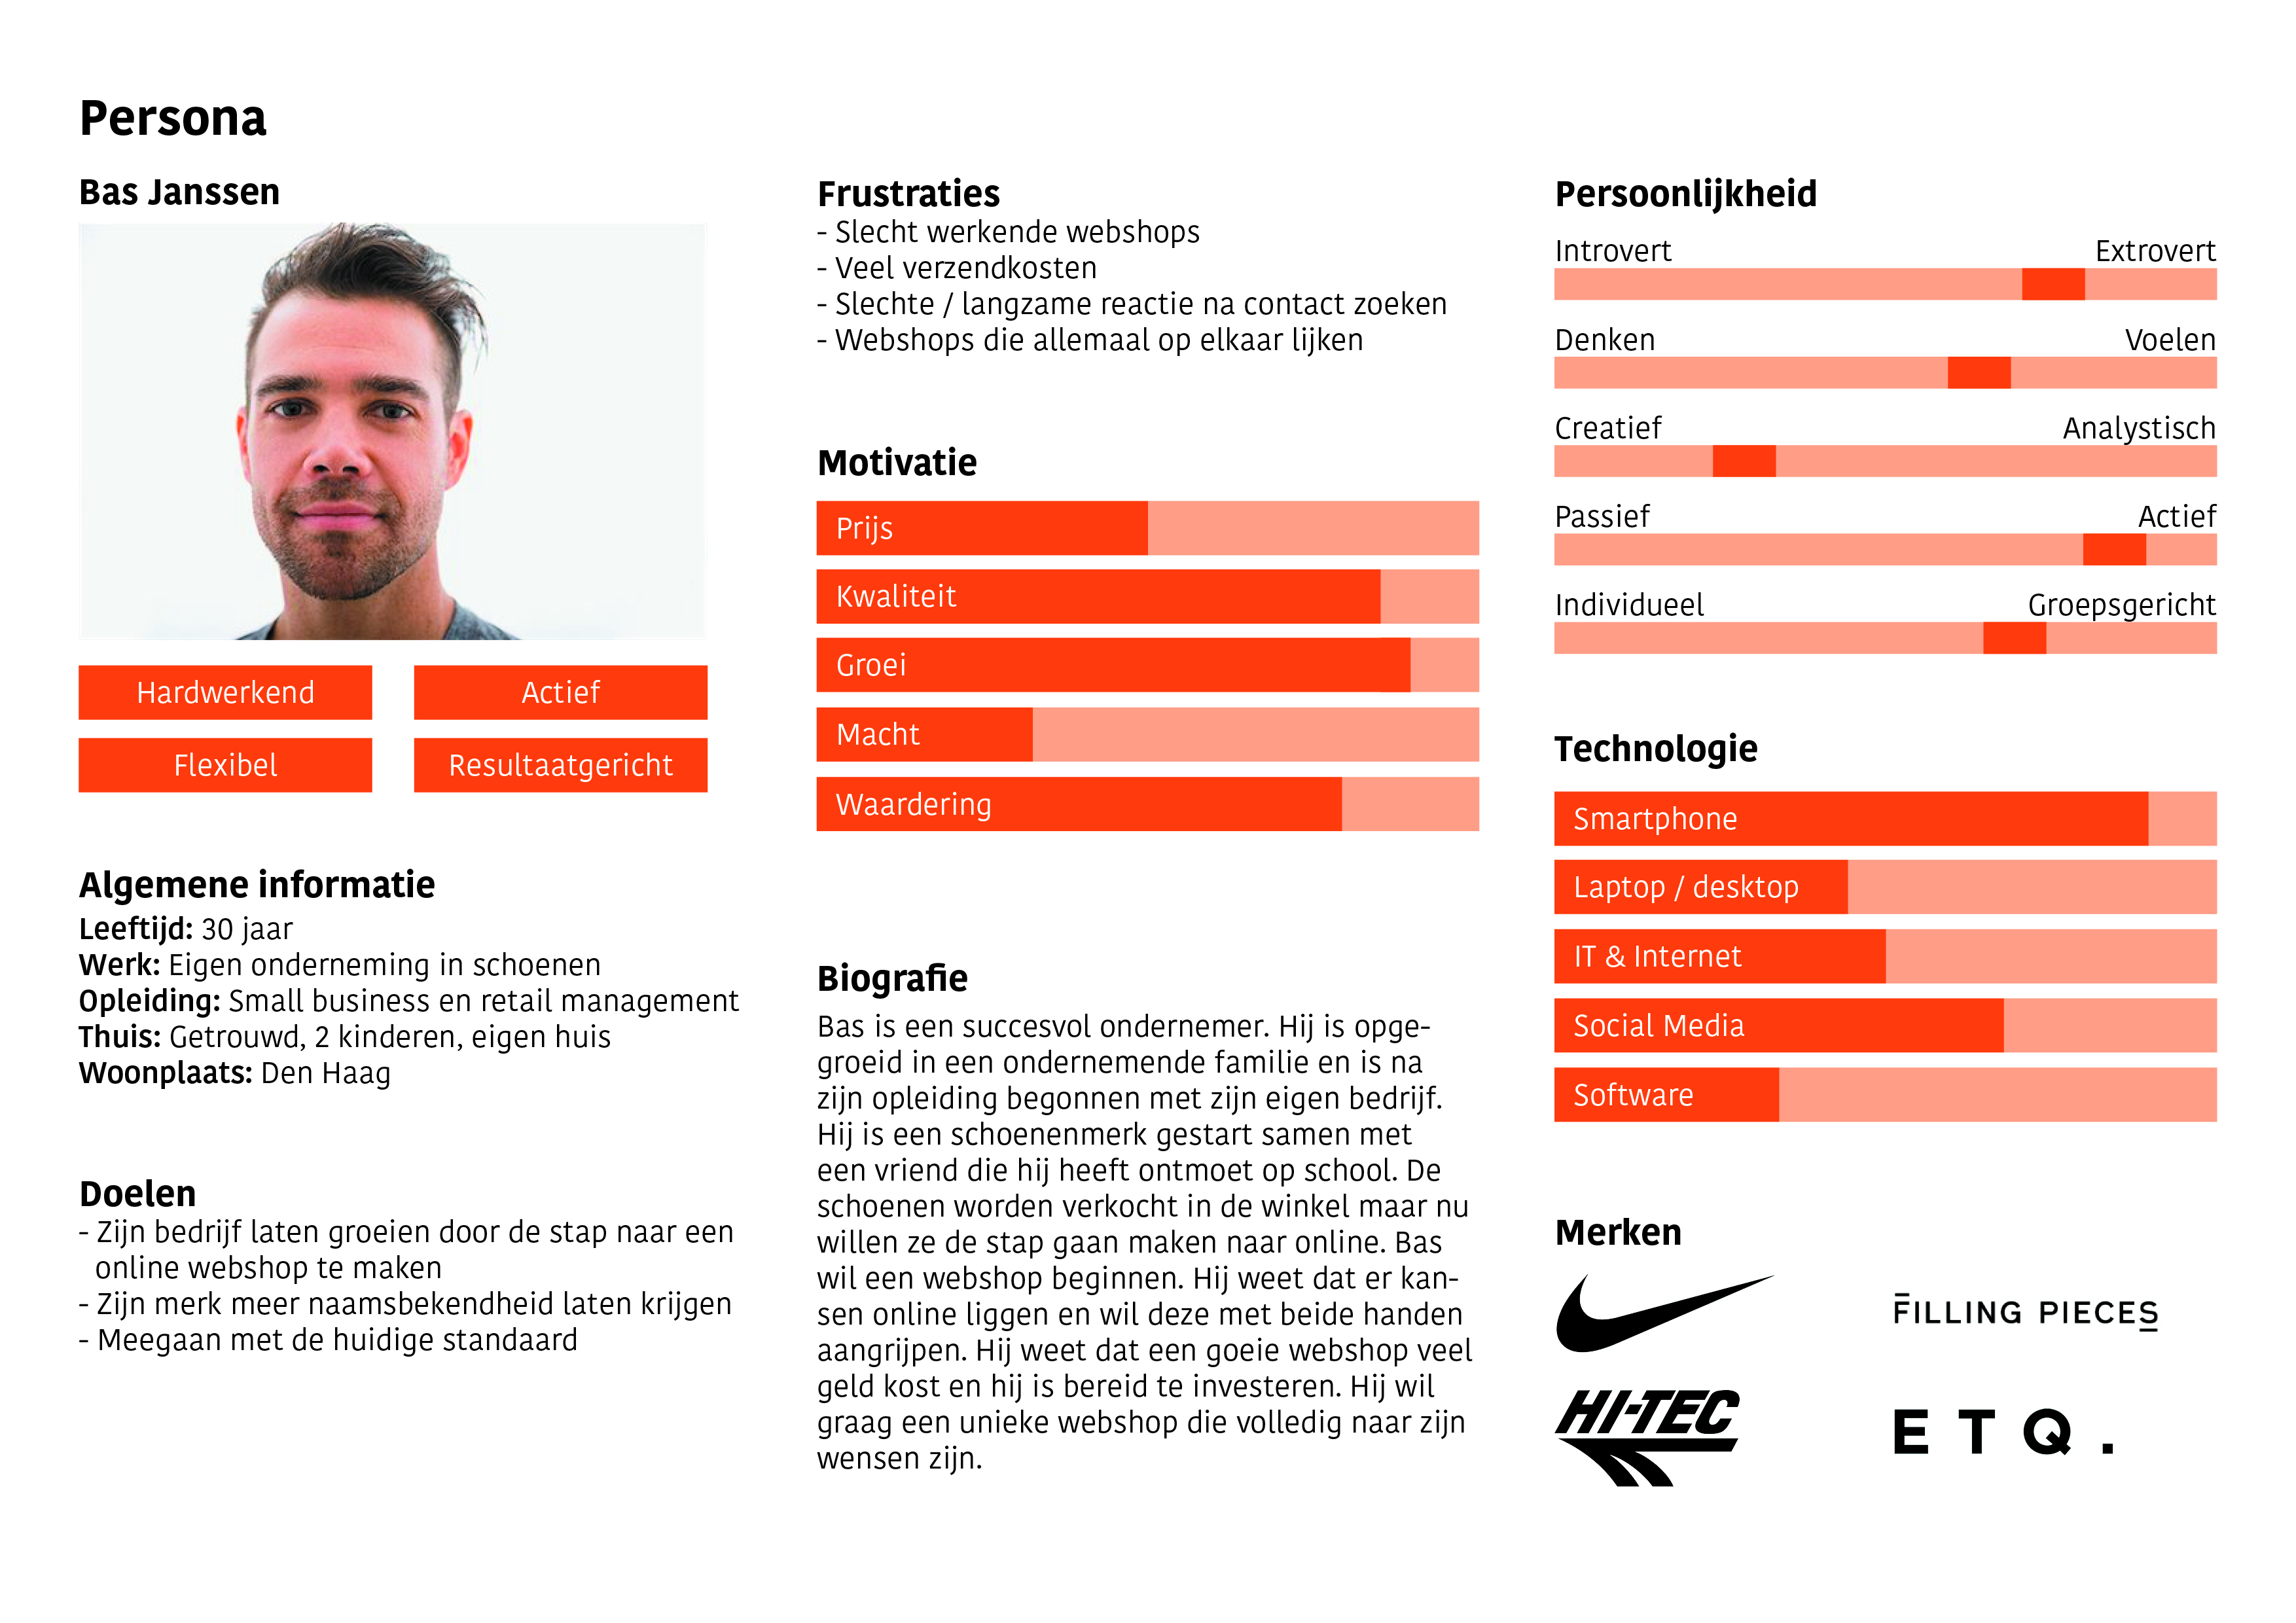 Persona
Bas Janssen
Hardwerkend
Actief
Flexibel
Resultaatgericht
Algemene informatie
Leeftijd: 30 jaar
Werk: Eigen onderneming in schoenen
Opleiding: Small business en retail management
Thuis: Getrouwd, 2 kinderen, eigen huis
Woonplaats: Den Haag
Doelen
- Zijn bedrijf laten groeien door de stap naar een
online webshop te maken
- Zijn merk meer naamsbekendheid laten krijgen
- Meegaan met de huidige standaard
Frustraties
- Slecht werkende webshops
- Veel verzendkosten
- Slechte / langzame reactie na contact zoeken
- Webshops die allemaal op elkaar lijken
Motivatie
Prijs
Kwaliteit
Groei
Macht
Waardering
Biografie
Bas is een succesvol ondernemer. Hij is opge-
groeid in een ondernemende familie en is na
zijn opleiding begonnen met zijn eigen bedrijf.
Hij is een schoenenmerk gestart samen met
een vriend die hij heeft ontmoet op school. De
schoenen worden verkocht in de winkel maar nu
willen ze de stap gaan maken naar online. Bas
wil een webshop beginnen. Hij weet dat er kan-
sen online liggen en wil deze met beide handen
aangrijpen. Hij weet dat een goeie webshop veel
geld kost en hij is bereid te investeren. Hij wil
graag een unieke webshop die volledig naar zijn
wensen zijn.
Persoonlijkheid
Introvert Extrovert
Denken Voelen
Creatief Analystisch
Passief Actief
Individueel Groepsgericht
Technologie
Smartphone
Laptop / desktop
IT & Internet
Social Media
Software
Merken
FILLING PIECES
HI-TEC
ETQ.